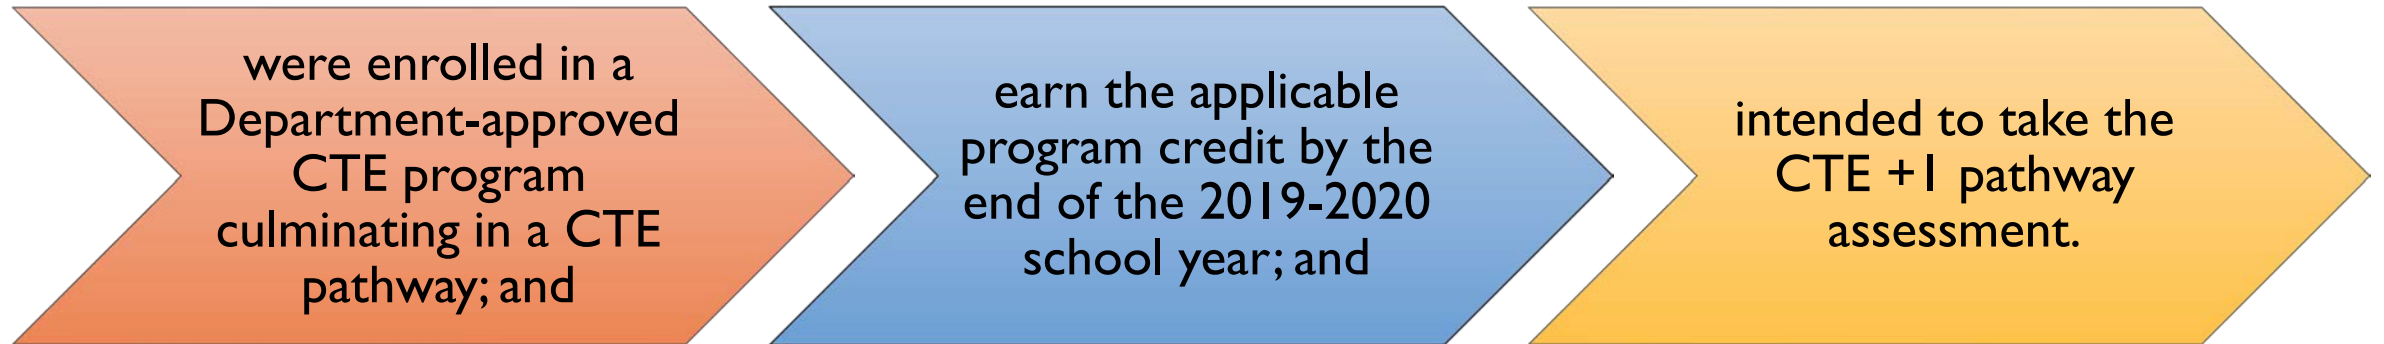 were enrolled in a
Department-approved
CTE program
culminating in a CTE
pathway; and
earn the applicable
program credit by the
end of the 2019-2020
school year; and
intended to take the
CTE +1 pathway
assessment.